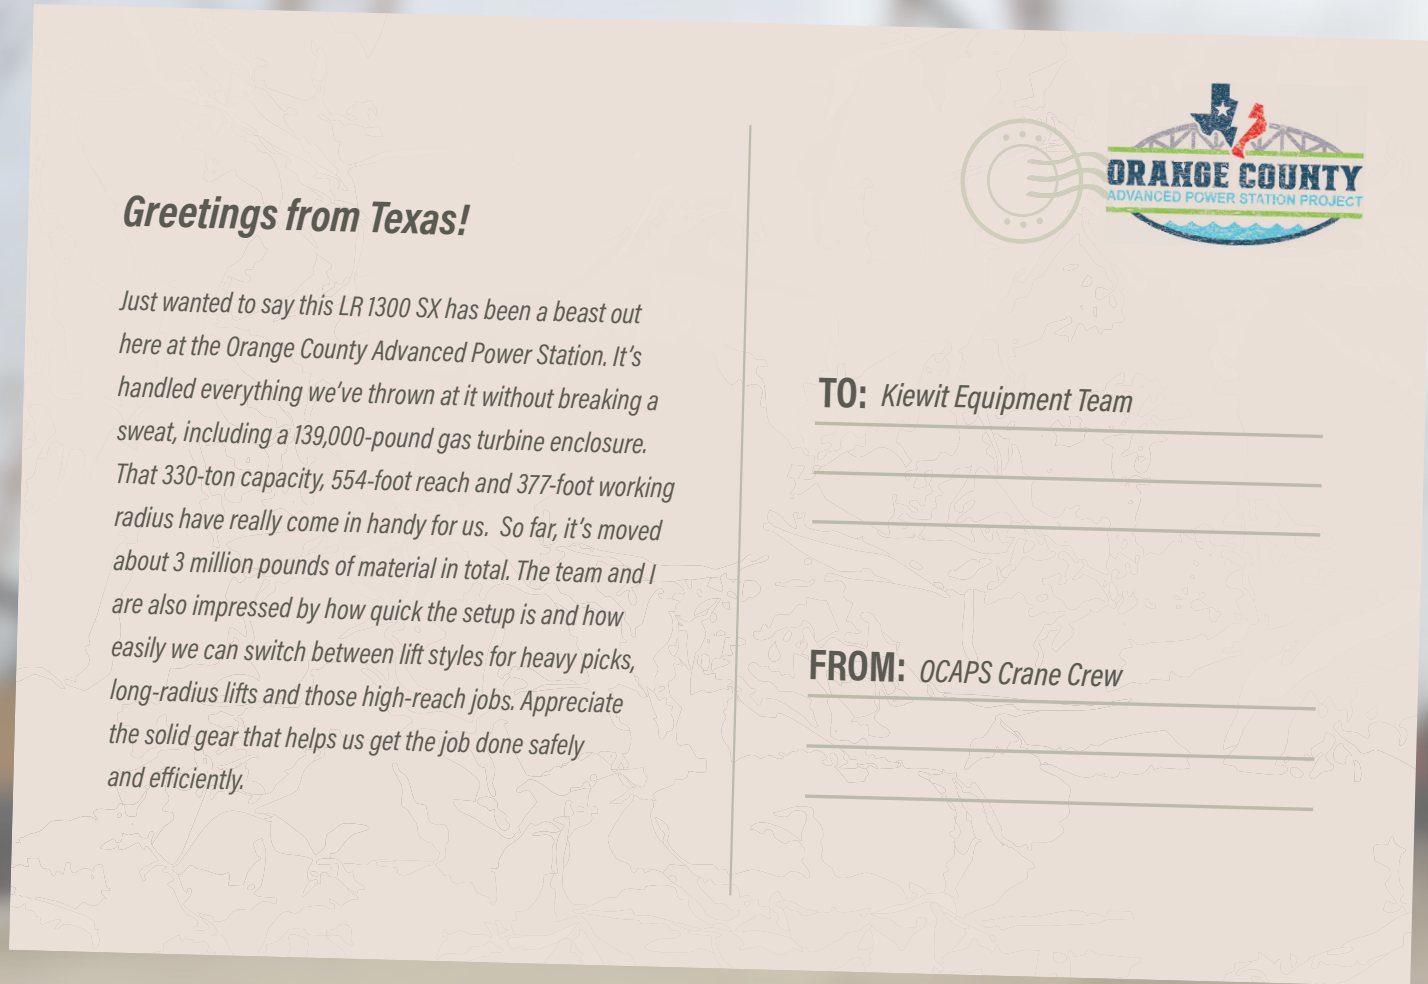 Greetings from Texas!
Just wanted to say this LR 1300 SX has been a beast out
here at the Orange County Advanced Power Station. It's
handled everything we've thrown at it without breaking a
sweat, including a 139,000-pound gas turbine enclosure.
That 330-ton capacity, 554-foot reach and 377-foot working
radius have really come in handy for us.  So far, it's moved
about 3 million pounds of material in total. The team and I
are also impressed by how quick the setup is and how
easily we can switch between lift styles for heavy picks,
long-radius lifts and those high-reach jobs. Appreciate
the solid gear that helps us get the job done safely
and efficiently.
ORANGE COUNTY
ADVANCED POWER STATION PROJECT
TO: Kiewit Equipment Team
FROM: OCAPS Crane Crew